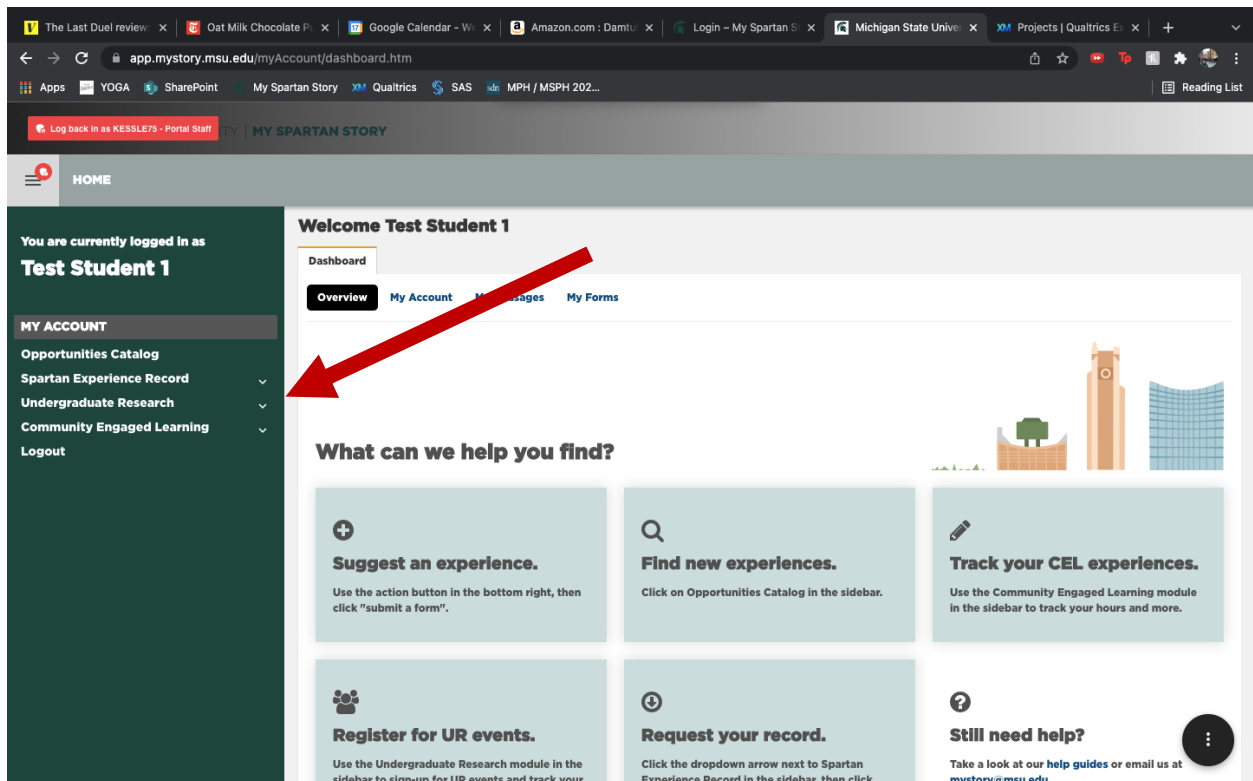 The Last Duel review:
Oat Milk Chocolate P
Google Calendar – We
Amazon.com : Damtu
Login – My Spartan S
Michigan State Univer
Projects | Qualtrics E
app.mystory.msu.edu/myAccount/dashboard.htm
Apps YOGA SharePoint My Spartan Story Qualtrics SAS MPH / MSPH 202... Reading List
Log back in as KESSLE75 - Portal Staff
MY SPARTAN STORY
HOME
You are currently logged in as
Test Student 1
MY ACCOUNT
Opportunities Catalog
Spartan Experience Record
Undergraduate Research
Community Engaged Learning
Logout
Welcome Test Student 1
Dashboard
Overview My Account My Forms
What can we help you find?
Suggest an experience.
Use the action button in the bottom right, then
click "submit a form".
Find new experiences.
Click on Opportunities Catalog in the sidebar.
Track your CEL experiences.
Use the Community Engaged Learning module
in the sidebar to track your hours and more.
Register for UR events.
Use the Undergraduate Research module in the
sidebar to sign-up for UR events and track your
Request your record.
Click the dropdown arrow next to Spartan
Experience Record in the sidebar, then click
Still need help?
Take a look at our help guides or email us at
mystory@msu.edu